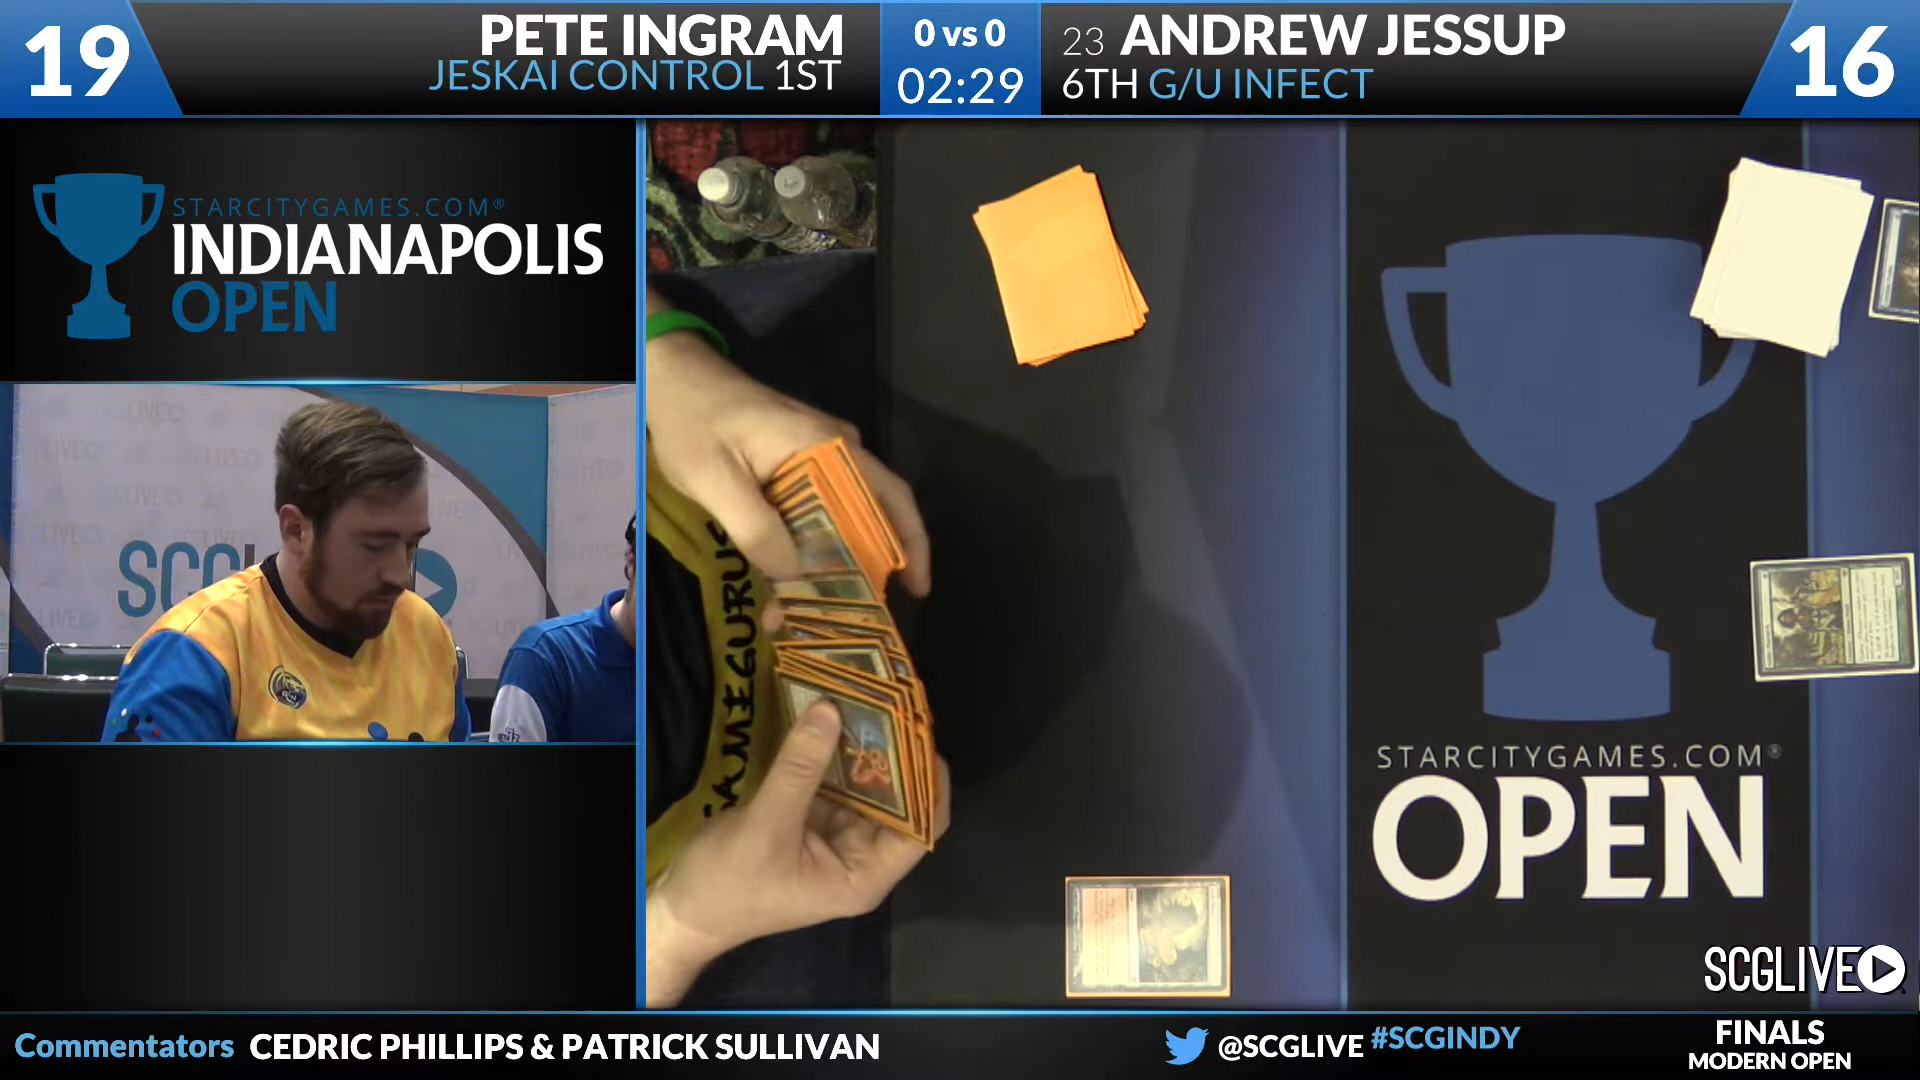 19
PETE INGRAM
JESKAI CONTROL 1ST
0 vs 0
02:29
23 ANDREW JESSUP
6TH G/U INFECT
16
STARCITYGAMES.COM®
INDIANAPOLIS
OPEN
GAMEGURUS
STARCITYGAMES.COM®
OPEN
SCGLIVE
Commentators CEDRIC PHILLIPS & PATRICK SULLIVAN
@SCGLIVE #SCGINDY
FINALS
MODERN OPEN